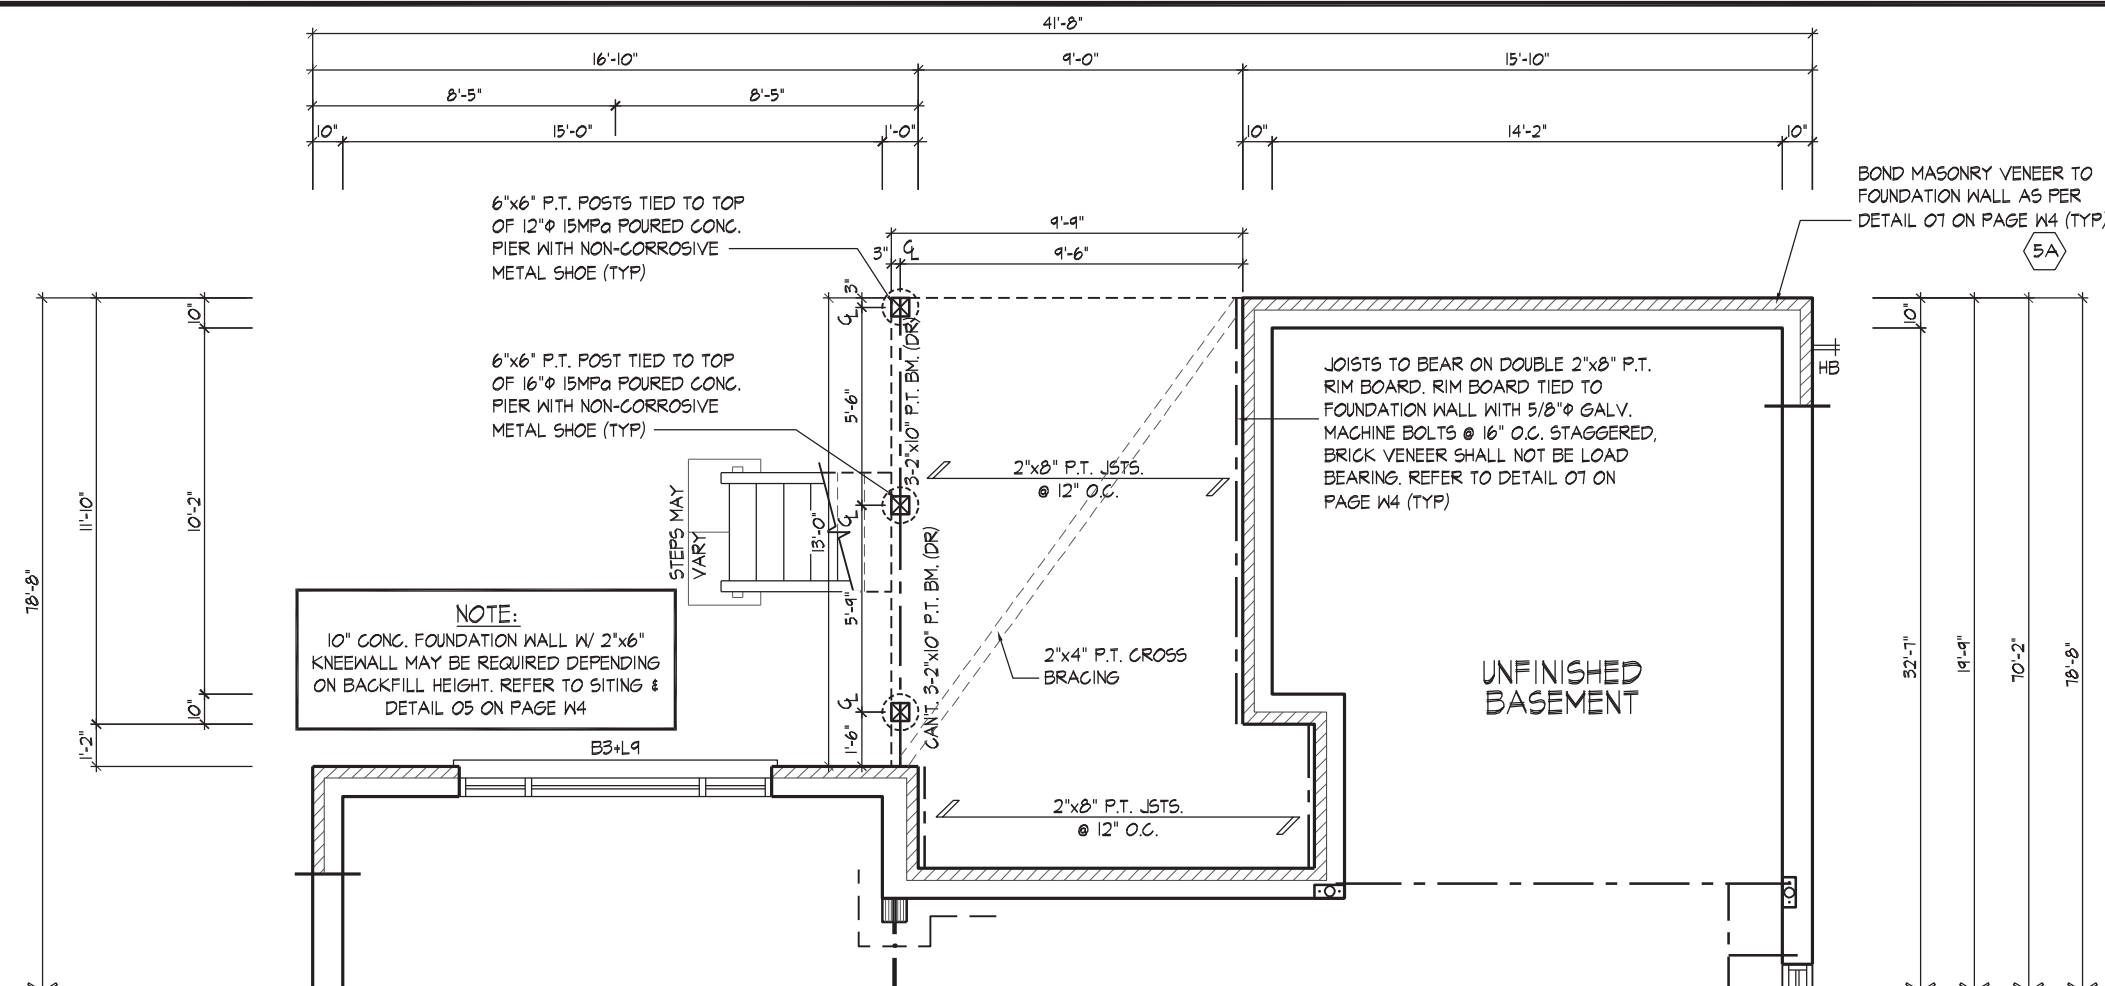 41'-8"
16'-10"
9'-0"
15'-10"
8'-5"
8'-5"
10"
15'-0"
1'-0"
10"
14'-2"
10"
6"x6" P.T. POSTS TIED TO TOP
OF 12"Φ 15MPa POURED CONC.
PIER WITH NON-CORROSIVE
METAL SHOE (TYP)
BOND MASONRY VENEER TO
FOUNDATION WALL AS PER
DETAIL 07 ON PAGE W4 (TYP)
5A
9'-9"
3"
℄
9'-6"
3"
℄
10"
10"
HB
6"x6" P.T. POST TIED TO TOP
OF 16"Φ 15MPa POURED CONC.
PIER WITH NON-CORROSIVE
METAL SHOE (TYP)
3-2"x10" P.T. BM. (DR)
5'-6"
JOISTS TO BEAR ON DOUBLE 2"x8" P.T.
RIM BOARD. RIM BOARD TIED TO
FOUNDATION WALL WITH 5/8"Φ GALV.
MACHINE BOLTS @ 16" O.C. STAGGERED,
BRICK VENEER SHALL NOT BE LOAD
BEARING. REFER TO DETAIL 07 ON
PAGE W4 (TYP)
2"x8" P.T. JSTS.
@ 12" O.C.
11'-10"
10'-2"
78'-8"
STEPS MAY
VARY
13'-0"
℄
5'-9"
CANT. 3-2"x10" P.T. BM. (DR)
NOTE:
10" CONC. FOUNDATION WALL W/ 2"x6"
KNEEWALL MAY BE REQUIRED DEPENDING
ON BACKFILL HEIGHT. REFER TO SITING &
DETAIL 05 ON PAGE W4
2"x4" P.T. CROSS
BRACING
UNFINISHED
BASEMENT
32'-7"
19'-9"
70'-2"
78'-8"
10"
℄
1'-6"
1'-2"
B3+L9
2"x8" P.T. JSTS.
@ 12" O.C.